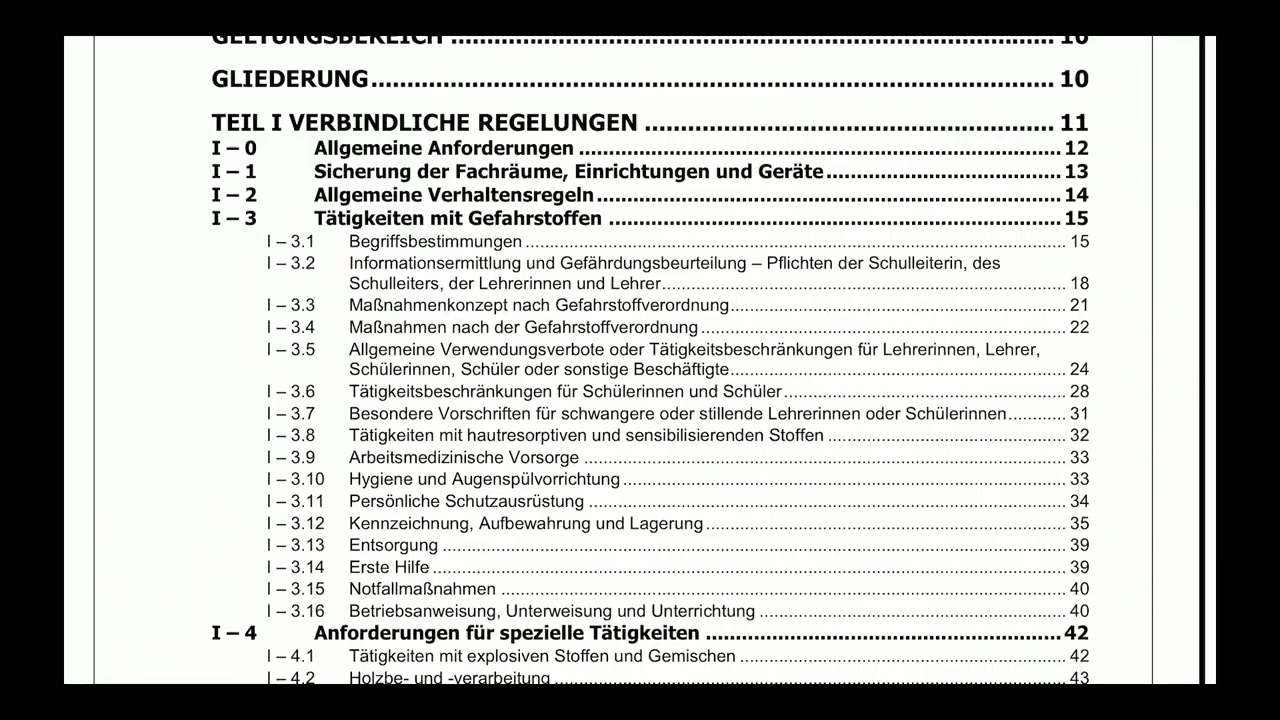 GELTUNGSBEREICH ........ 10
GLIEDERUNG ........ 10
TEIL I VERBINDLICHE REGELUNGEN ........ 11
I – 0 Allgemeine Anforderungen ........ 12
I – 1 Sicherung der Fachräume, Einrichtungen und Geräte ........ 13
I – 2 Allgemeine Verhaltensregeln ........ 14
I – 3 Tätigkeiten mit Gefahrstoffen ........ 15
I – 3.1 Begriffsbestimmungen ........ 15
I – 3.2 Informationsermittlung und Gefährdungsbeurteilung – Pflichten der Schulleiterin, des
Schulleiters, der Lehrerinnen und Lehrer ........ 18
I – 3.3 Maßnahmenkonzept nach Gefahrstoffverordnung ........ 21
I – 3.4 Maßnahmen nach der Gefahrstoffverordnung ........ 22
I – 3.5 Allgemeine Verwendungsverbote oder Tätigkeitsbeschränkungen für Lehrerinnen, Lehrer,
Schülerinnen, Schüler oder sonstige Beschäftigte ........ 24
I – 3.6 Tätigkeitsbeschränkungen für Schülerinnen und Schüler ........ 28
I – 3.7 Besondere Vorschriften für schwangere oder stillende Lehrerinnen oder Schülerinnen ........ 31
I – 3.8 Tätigkeiten mit hautresorptiven und sensibilisierenden Stoffen ........ 32
I – 3.9 Arbeitsmedizinische Vorsorge ........ 33
I – 3.10 Hygiene und Augenspülvorrichtung ........ 33
I – 3.11 Persönliche Schutzausrüstung ........ 34
I – 3.12 Kennzeichnung, Aufbewahrung und Lagerung ........ 35
I – 3.13 Entsorgung ........ 39
I – 3.14 Erste Hilfe ........ 39
I – 3.15 Notfallmaßnahmen ........ 40
I – 3.16 Betriebsanweisung, Unterweisung und Unterrichtung ........ 40
I – 4 Anforderungen für spezielle Tätigkeiten ........ 42
I – 4.1 Tätigkeiten mit explosiven Stoffen und Gemischen ........ 42
I – 4.2 Holzbe- und -verarbeitung ........ 43